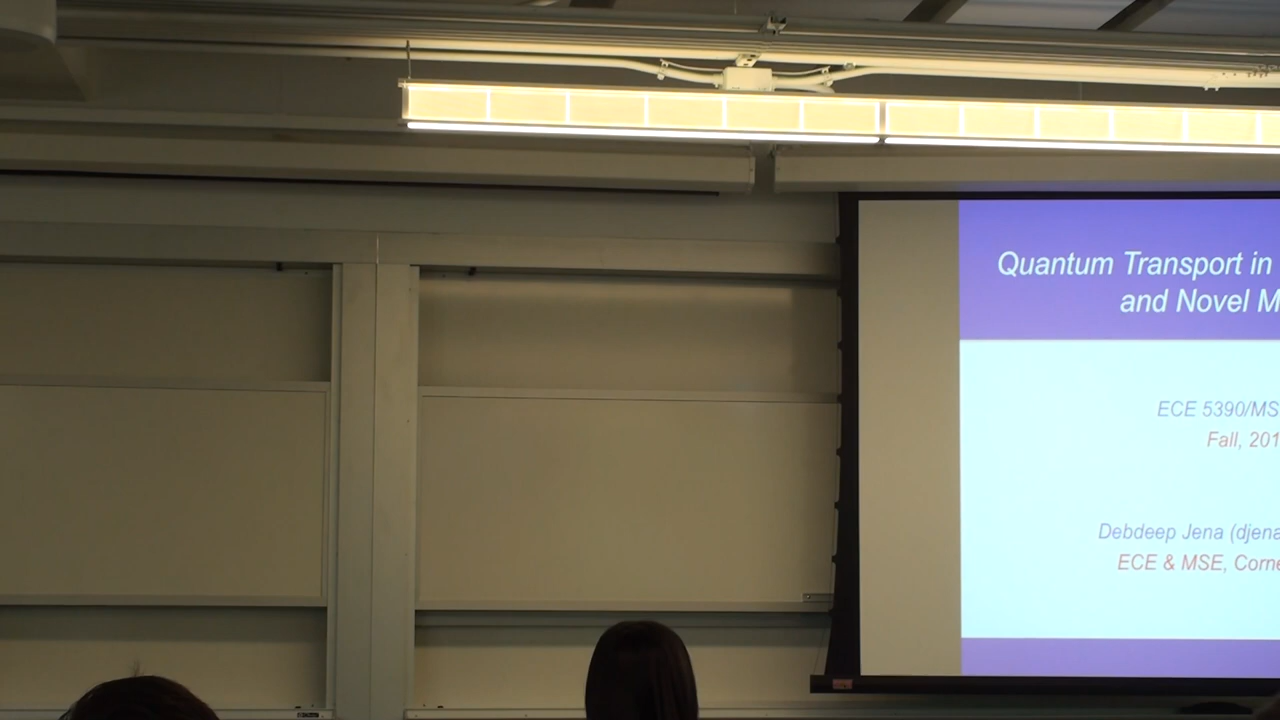 Quantum Transport in
and Novel M
ECE 5390/MS
Fall, 201
Debdeep Jena (djena
ECE & MSE, Corne